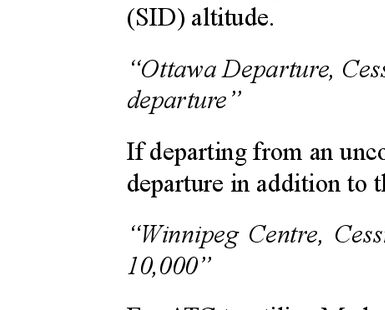 (SID) altitude.
“Ottawa Departure, Cess
departure”
If departing from an unco
departure in addition to t
“Winnipeg Centre, Cess
10,000”